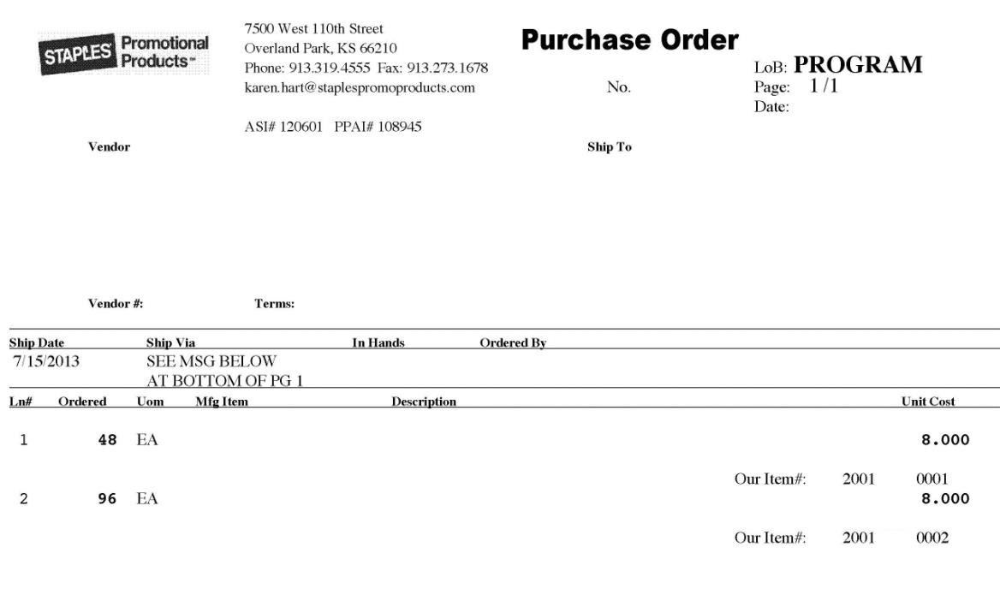 STAPLES Promotional Products™
7500 West 110th Street
Overland Park, KS 66210
Phone: 913.319.4555 Fax: 913.273.1678
karen.hart@staplespromoproducts.com
ASI# 120601 PPAI# 108945
Purchase Order
No.
LoB: PROGRAM
Page: 1 /1
Date:
Vendor Ship To
Vendor #: Terms:
Ship Date Ship Via In Hands Ordered By
7/15/2013 SEE MSG BELOW
AT BOTTOM OF PG 1
Ln# Ordered Uom Mfg Item Description Unit Cost
1 48 EA 8.000
Our Item#: 2001 0001
2 96 EA 8.000
Our Item#: 2001 0002